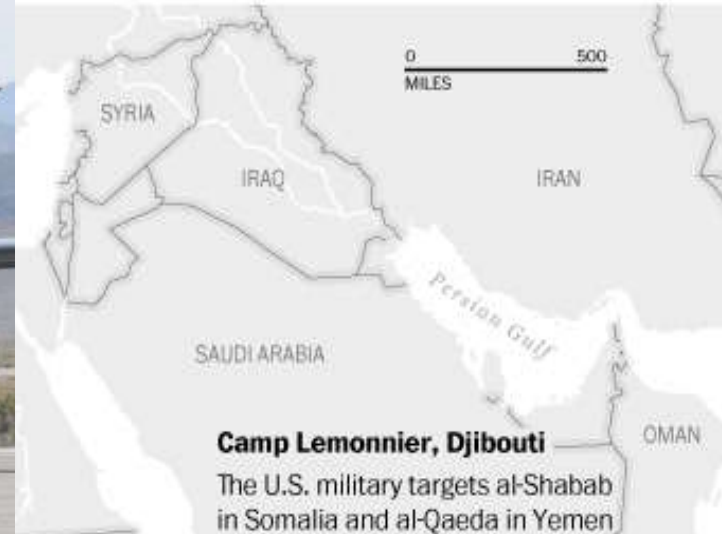 0 500
MILES
SYRIA
IRAQ
IRAN
Persian Gulf
SAUDI ARABIA
Camp Lemonnier, Djibouti
OMAN
The U.S. military targets al-Shabab
in Somalia and al-Qaeda in Yemen